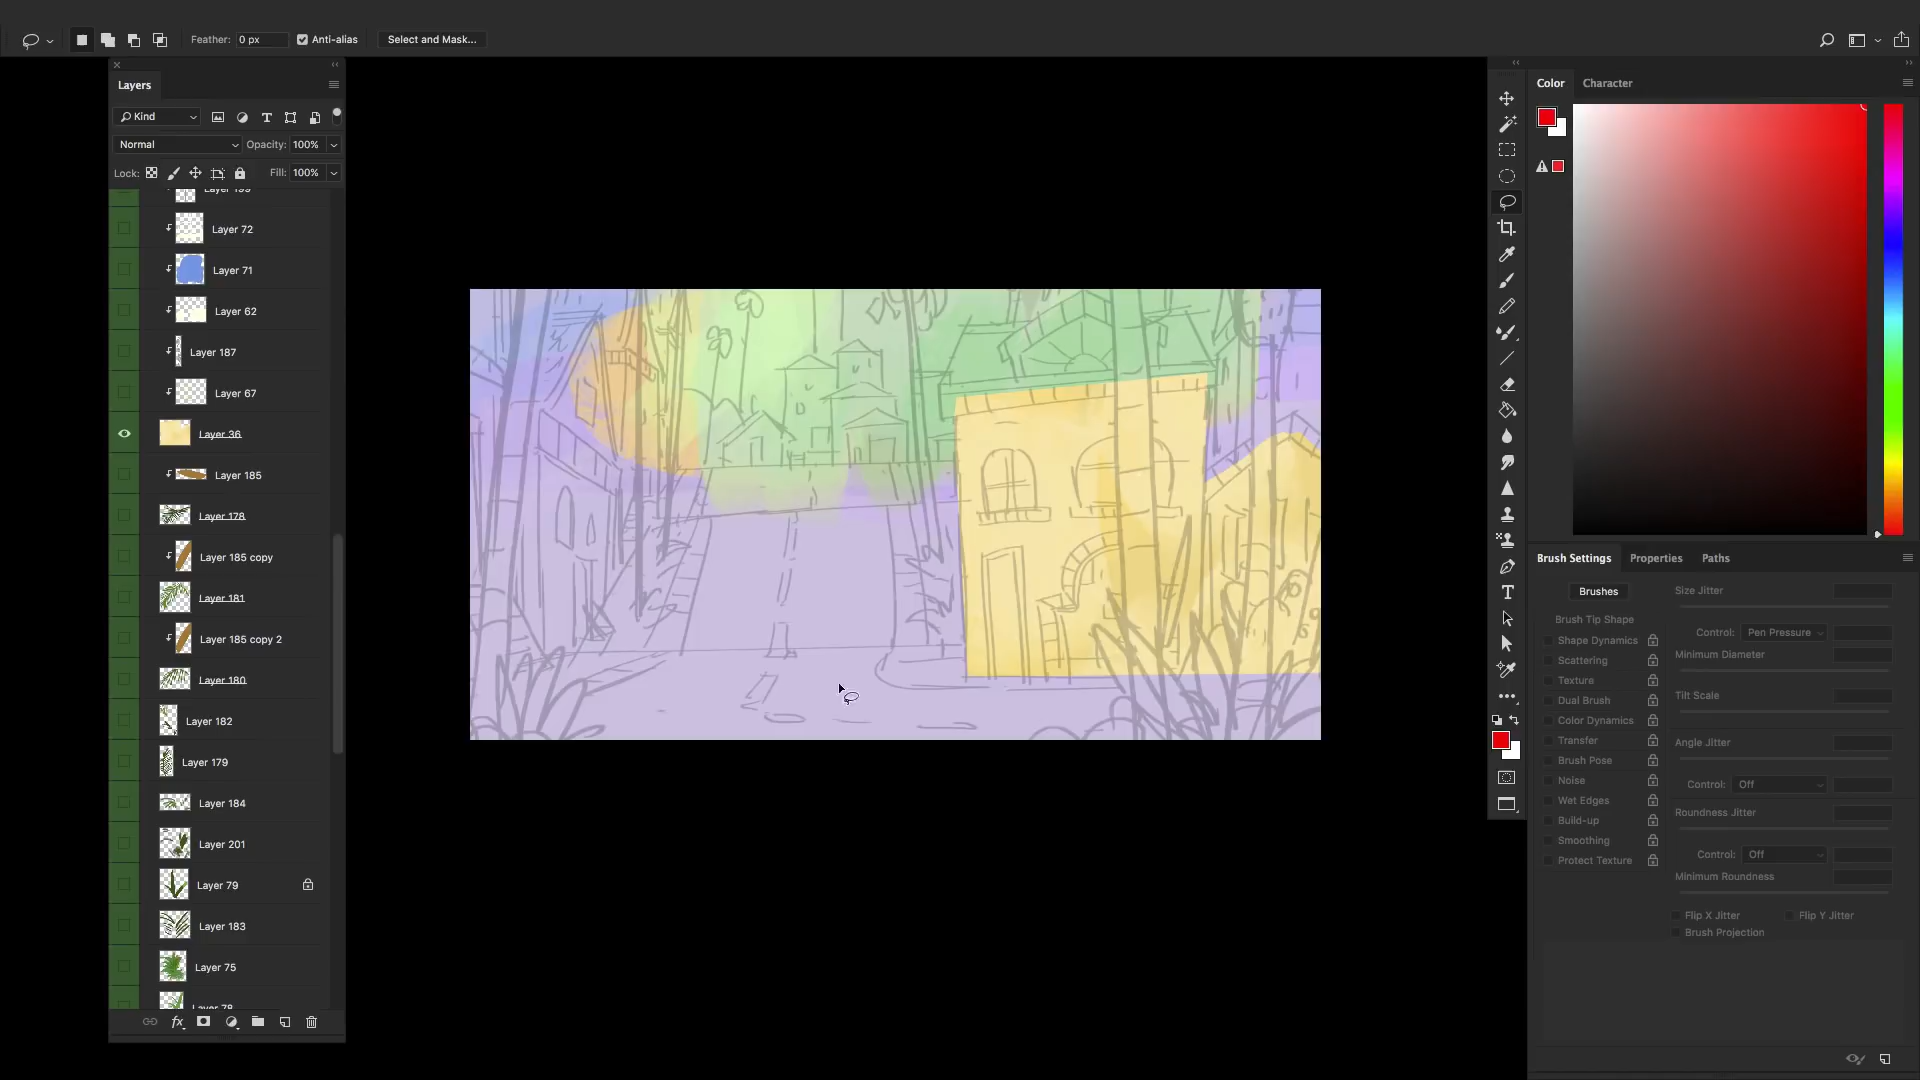 Feather: 0 px Anti-alias Select and Mask...
Layers
Kind
Normal Opacity: 100%
Lock: Fill: 100%
Layer 199
Layer 72
Layer 71
Layer 62
Layer 187
Layer 67
Layer 36
Layer 185
Layer 178
Layer 185 copy
Layer 181
Layer 185 copy 2
Layer 180
Layer 182
Layer 179
Layer 184
Layer 201
Layer 79
Layer 183
Layer 75
Layer 78
fx
Color Character
Brush Settings Properties Paths
Brushes
Brush Tip Shape
Shape Dynamics
Scattering
Texture
Dual Brush
Color Dynamics
Transfer
Brush Pose
Noise
Wet Edges
Build-up
Smoothing
Protect Texture
Size Jitter
Control: Pen Pressure
Minimum Diameter
Tilt Scale
Angle Jitter
Control: Off
Roundness Jitter
Control: Off
Minimum Roundness
Flip X Jitter Flip Y Jitter
Brush Projection